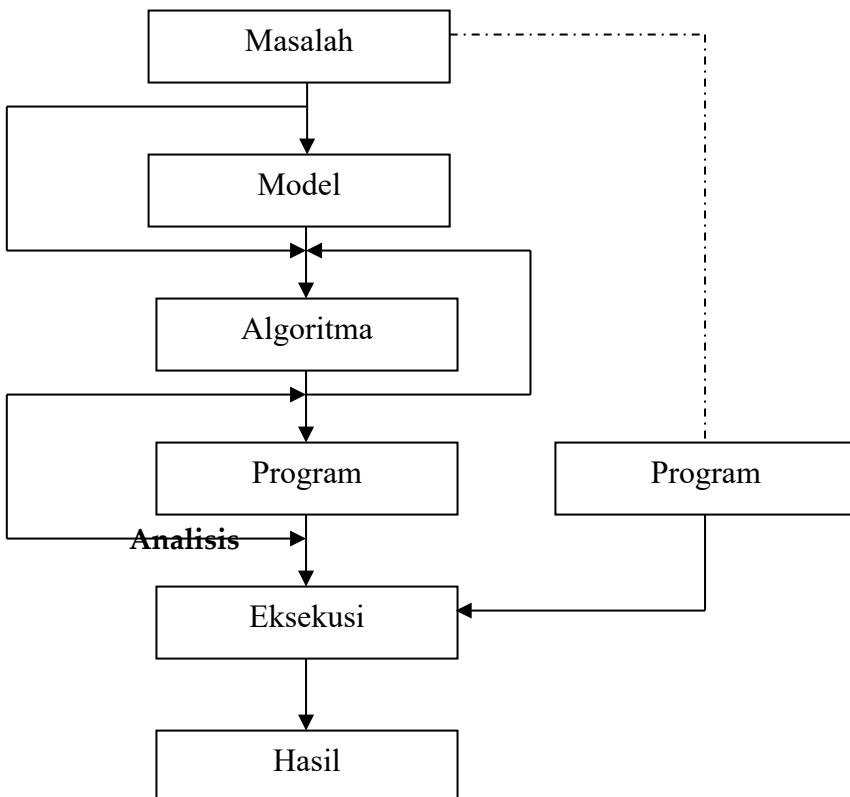 Masalah
Model
Algoritma
Program
Program
Analisis
Eksekusi
Hasil